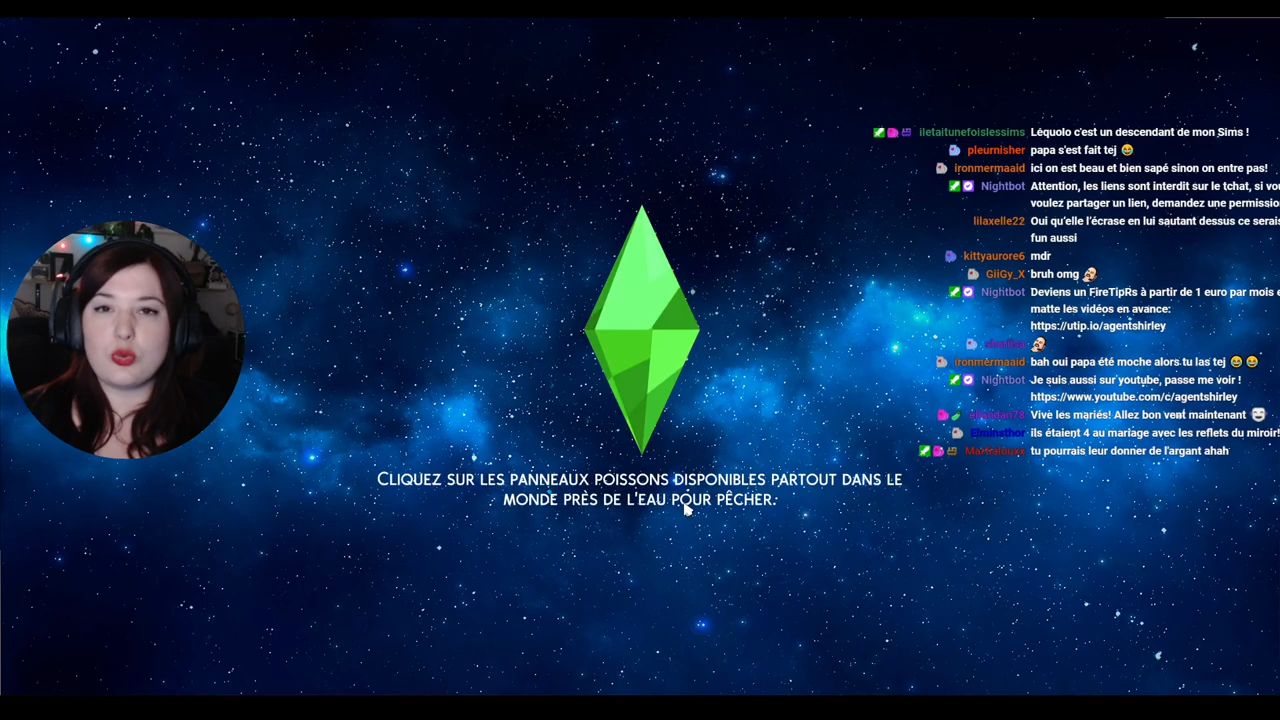 iletaitunefoislessims Léquolo c'est un descendant de mon Sims !
pleurnisher papa s'est fait tej
ironmermaaid ici on est beau et bien sapé sinon on entre pas!
Nightbot Attention, les liens sont interdit sur le tchat, si
voulez partager un lien, demandez une
lilaxelle22 Oui qu'elle l'écrase en lui sautant dessus ce
fun aussi
kittyaurore6 mdr
GiiGy_X bruh omg
Nightbot Deviens un FireTipRs à partir de 1 euro par mois
matte les vidéos en avance:
https://utip.io/agentshirley
ironmermaaid bah oui papa été moche alors tu las tej
Nightbot Je suis aussi sur youtube, passe me voir !
https://www.youtube.com/c/agentshirley
Vive les mariés! Allez bon vent maintenant
Elminsthor ils étaient 4 au mariage avec les reflets du miroir!
tu pourrais leur donner de l'argant ahah
Cliquez sur les panneaux poissons disponibles partout dans le
monde près de l'eau pour pêcher.